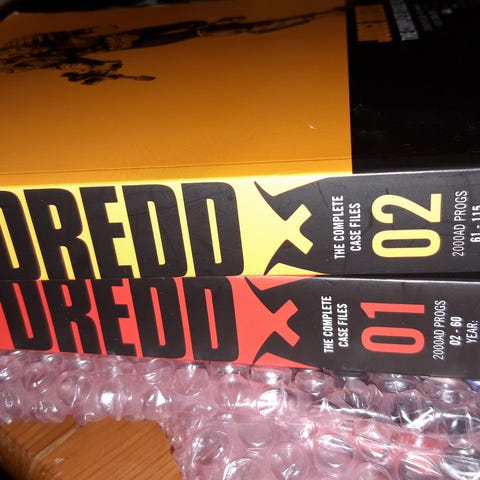 DREDD
THE COMPLETE
CASE FILES
02
2000AD PROGS
61 - 115
DREDD
THE COMPLETE
CASE FILES
01
2000AD PROGS
02 - 60
YEAR: